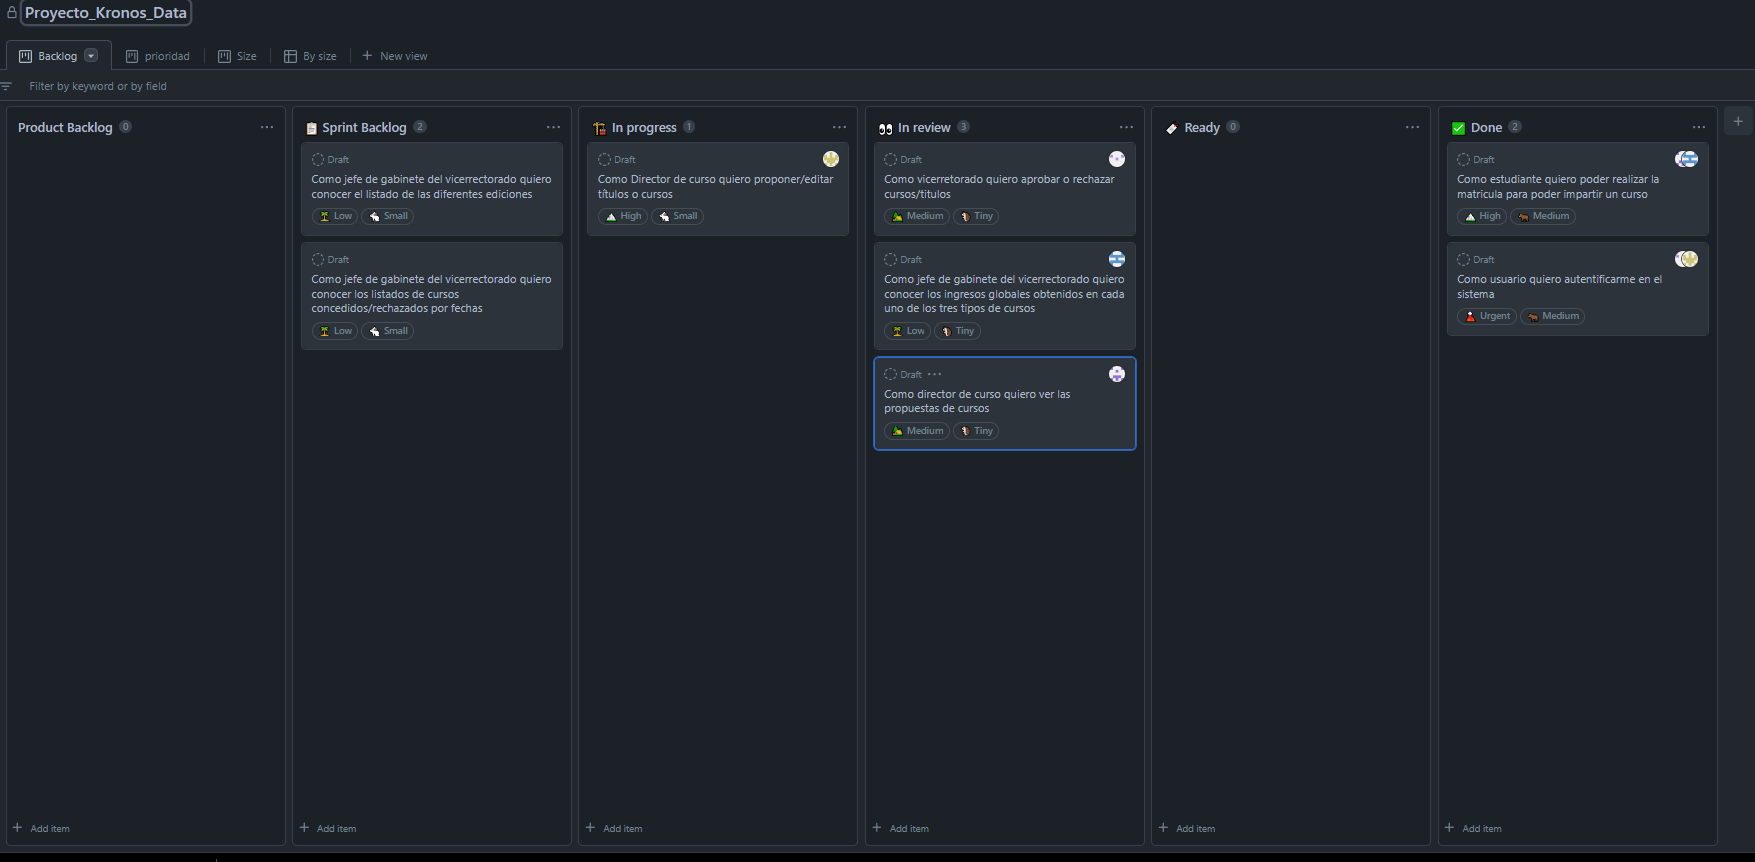 Proyecto_Kronos_Data
Backlog
prioridad
Size
By size
New view
Filter by keyword or by field
Product Backlog 0
Add item
Sprint Backlog 2
Draft
Como jefe de gabinete del vicerrectorado quiero
conocer el listado de las diferentes ediciones
Low
Small
Draft
Como jefe de gabinete del vicerrectorado quiero
conocer los listados de cursos
concedidos/rechazados por fechas
Low
Small
Add item
In progress 1
Draft
Como Director de curso quiero proponer/editar
títulos o cursos
High
Small
Add item
In review 3
Draft
Como vicerretorado quiero aprobar o rechazar
cursos/titulos
Medium
Tiny
Draft
Como jefe de gabinete del vicerrectorado quiero
conocer los ingresos globales obtenidos en cada
uno de los tres tipos de cursos
Low
Tiny
Draft
Como director de curso quiero ver las
propuestas de cursos
Medium
Tiny
Add item
Ready 0
Add item
Done 2
Draft
Como estudiante quiero poder realizar la
matricula para poder impartir un curso
High
Medium
Draft
Como usuario quiero autentificarme en el
sistema
Urgent
Medium
Add item